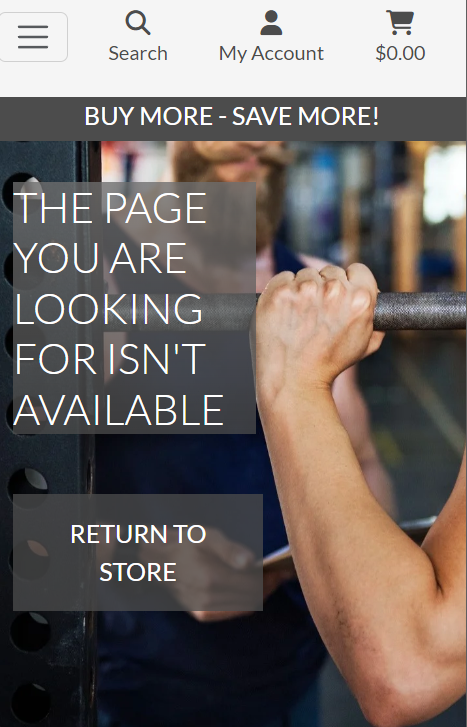 Search
My Account
$0.00
BUY MORE - SAVE MORE!
THE PAGE
YOU ARE
LOOKING
FOR ISN'T
AVAILABLE
RETURN TO
STORE